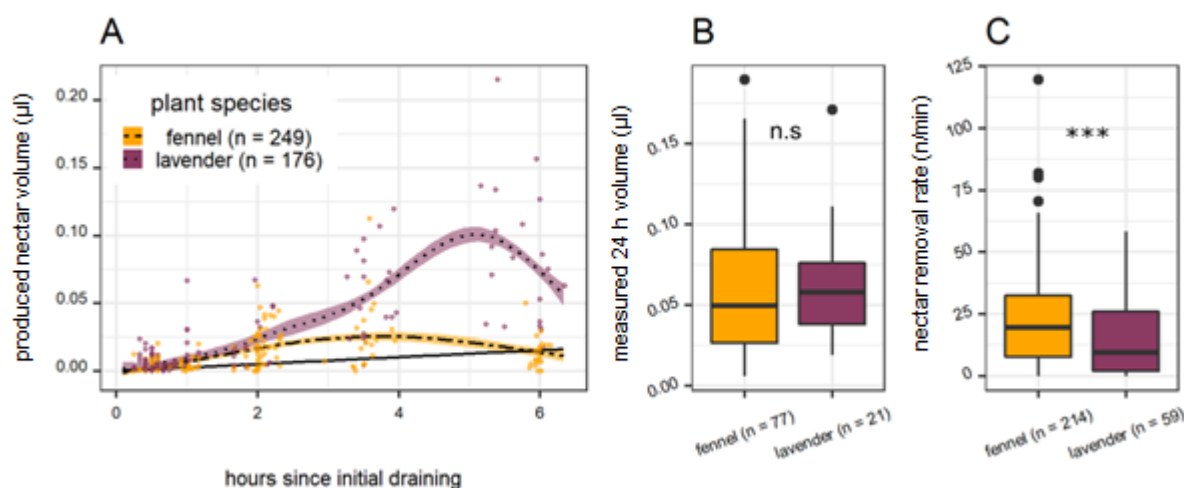 A
produced nectar volume (µl)
0.20
0.15
0.10
0.05
0.00
plant species
fennel (n = 249)
lavender (n = 176)
0
2
4
6
hours since initial draining
B
measured 24 h volume (µl)
0.15
0.10
0.05
0.00
n.s
fennel (n = 77)
lavender (n = 21)
C
nectar removal rate (n/min)
125
100
75
50
25
0
***
fennel (n = 214)
lavender (n = 59)